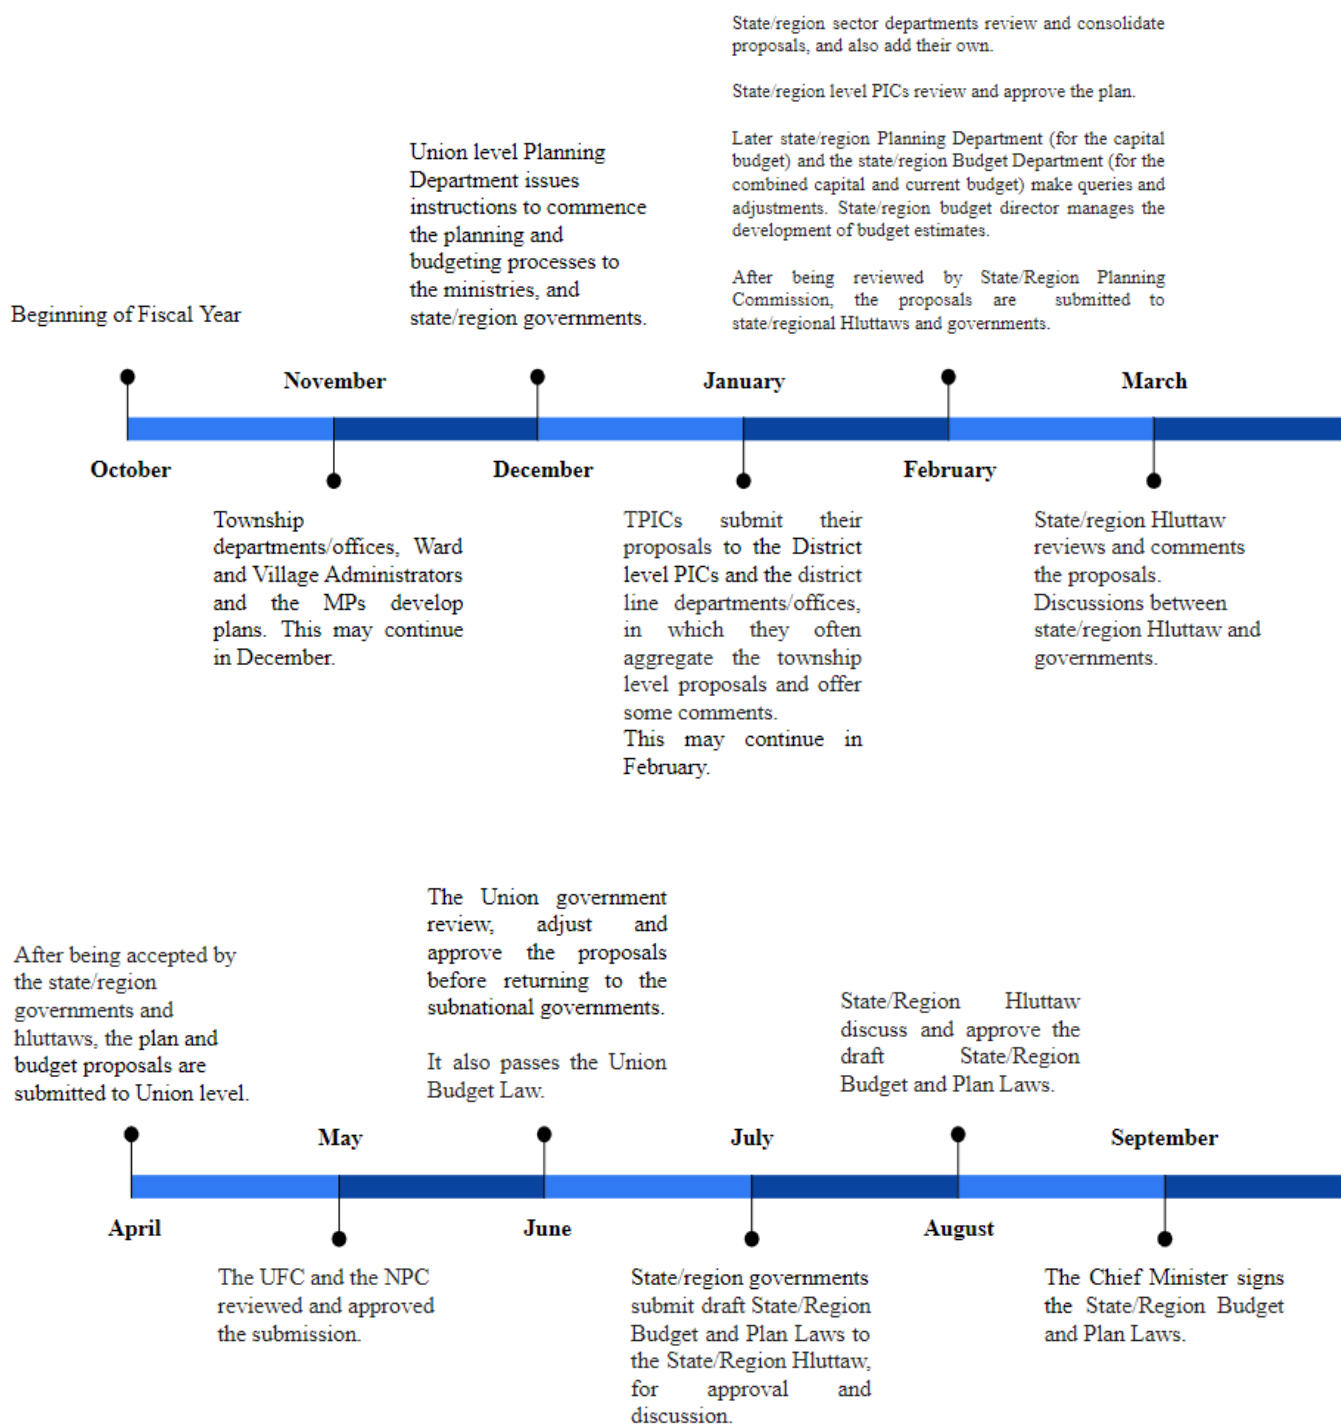 State/region sector departments review and consolidate
proposals, and also add their own.
State/region level PICs review and approve the plan.
Later state/region Planning Department (for the capital
budget) and the state/region Budget Department (for the
combined capital and current budget) make queries and
adjustments. State/region budget director manages the
development of budget estimates.
After being reviewed by State/Region Planning
Commission, the proposals are submitted to
state/regional Hluttaws and governments.
Union level Planning
Department issues
instructions to commence
the planning and
budgeting processes to
the ministries, and
state/region governments.
Beginning of Fiscal Year
November
January
March
October
December
February
Township
departments/offices, Ward
and Village Administrators
and the MPs develop
plans. This may continue
in December.
TPICs submit their
proposals to the District
level PICs and the district
line departments/offices,
in which they often
aggregate the township
level proposals and offer
some comments.
This may continue in
February.
State/region Hluttaw
reviews and comments
the proposals.
Discussions between
state/region Hluttaw and
governments.
After being accepted by
the state/region
governments and
hluttaws, the plan and
budget proposals are
submitted to Union level.
The Union government
review, adjust and
approve the proposals
before returning to the
subnational governments.
It also passes the Union
Budget Law.
State/Region Hluttaw
discuss and approve the
draft State/Region
Budget and Plan Laws.
May
July
September
April
June
August
The UFC and the NPC
reviewed and approved
the submission.
State/region governments
submit draft State/Region
Budget and Plan Laws to
the State/Region Hluttaw,
for approval and
discussion.
The Chief Minister signs
the State/Region Budget
and Plan Laws.